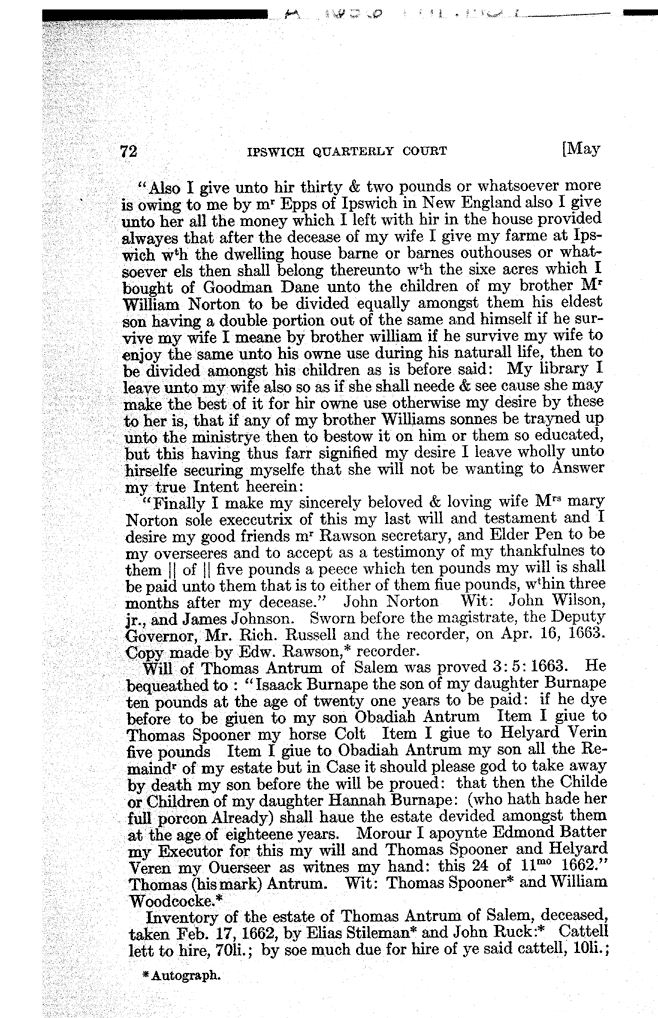 72 IPSWICH QUARTERLY COURT [May
"Also I give unto hir thirty & two pounds or whatsoever more
is owing to me by mʳ Epps of Ipswich in New England also I give
unto her all the money which I left with hir in the house provided
alwayes that after the decease of my wife I give my farme at Ips-
wich wᵗh the dwelling house barne or barnes outhouses or what-
soever els then shall belong thereunto wᵗh the sixe acres which I
bought of Goodman Dane unto the children of my brother Mʳ
William Norton to be divided equally amongst them his eldest
son having a double portion out of the same and himself if he sur-
vive my wife I meane by brother william if he survive my wife to
enjoy the same unto his owne use during his naturall life, then to
be divided amongst his children as is before said: My library I
leave unto my wife also so as if she shall neede & see cause she may
make the best of it for hir owne use otherwise my desire by these
to her is, that if any of my brother Williams sonnes be trayned up
unto the ministrye then to bestow it on him or them so educated,
but this having thus farr signified my desire I leave wholly unto
hirselfe securing myselfe that she will not be wanting to Answer
my true Intent heerein:
"Finally I make my sincerely beloved & loving wife Mʳˢ mary
Norton sole execcutrix of this my last will and testament and I
desire my good friends mʳ Rawson secretary, and Elder Pen to be
my overseeres and to accept as a testimony of my thankfulnes to
them || of || five pounds a peece which ten pounds my will is shall
be paid unto them that is to either of them fiue pounds, wᵗhin three
months after my decease." John Norton Wit: John Wilson,
jr., and James Johnson. Sworn before the magistrate, the Deputy
Governor, Mr. Rich. Russell and the recorder, on Apr. 16, 1663.
Copy made by Edw. Rawson,* recorder.
Will of Thomas Antrum of Salem was proved 3: 5: 1663. He
bequeathed to : "Isaack Burnape the son of my daughter Burnape
ten pounds at the age of twenty one years to be paid: if he dye
before to be giuen to my son Obadiah Antrum Item I giue to
Thomas Spooner my horse Colt Item I giue to Helyard Verin
five pounds Item I giue to Obadiah Antrum my son all the Re-
maindʳ of my estate but in Case it should please god to take away
by death my son before the will be proued: that then the Childe
or Children of my daughter Hannah Burnape: (who hath hade her
full porcon Already) shall haue the estate devided amongst them
at the age of eighteene years. Morour I apoynte Edmond Batter
my Executor for this my will and Thomas Spooner and Helyard
Veren my Ouerseer as witnes my hand: this 24 of 11ᵐᵒ 1662."
Thomas (his mark) Antrum. Wit: Thomas Spooner* and William
Woodcocke.*
Inventory of the estate of Thomas Antrum of Salem, deceased,
taken Feb. 17, 1662, by Elias Stileman* and John Ruck:* Cattell
lett to hire, 70li.; by soe much due for hire of ye said cattell, 10li.;
*Autograph.